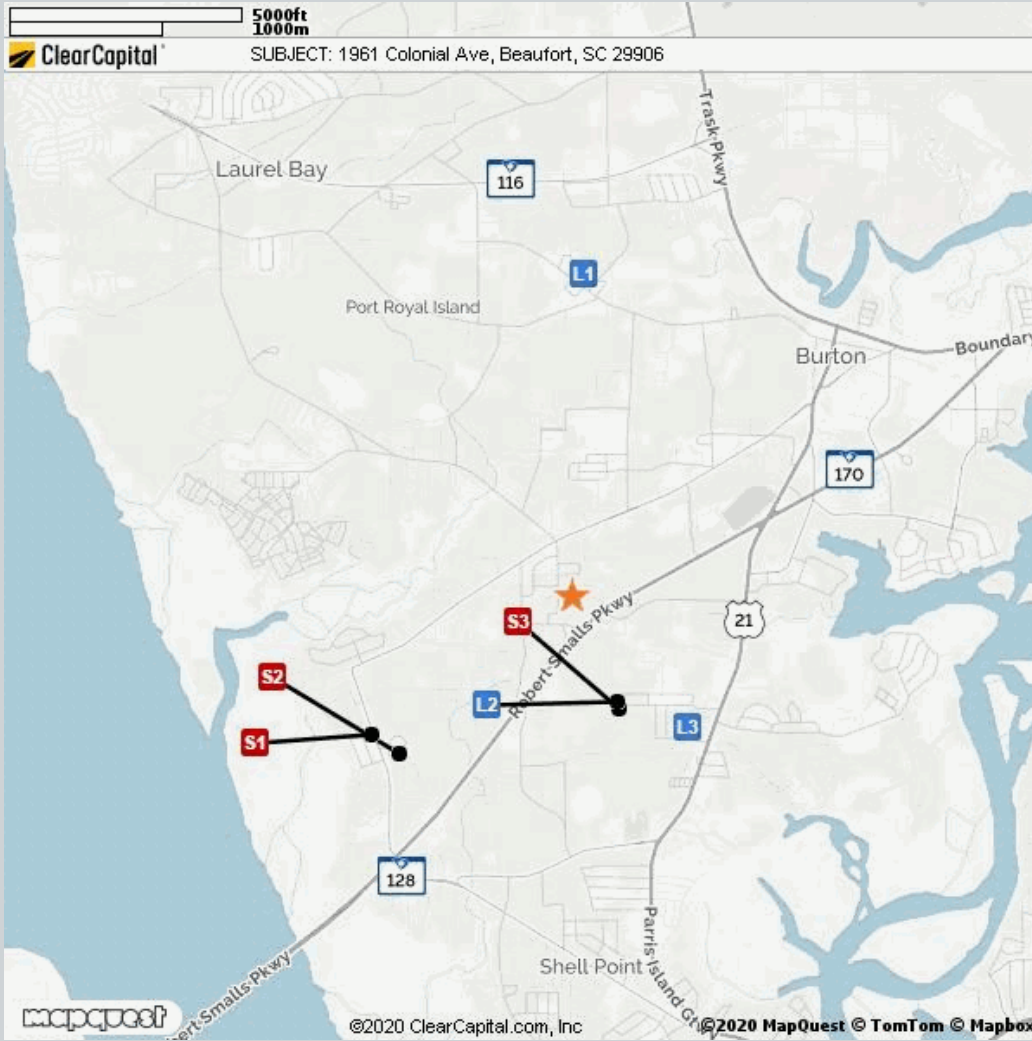 5000ft
1000m
ClearCapital
SUBJECT: 1961 Colonial Ave, Beaufort, SC 29906
Trask Pkwy
Laurel Bay
116
L1
Port Royal Island
Burton
Boundary
170
S3
Robert Smalls Pkwy
21
S2
L2
L3
S1
128
Parris Island Gtwy
Shell Point
bert Smalls Pkwy
mapquest
©2020 ClearCapital.com, Inc
©2020 MapQuest © TomTom © Mapbox